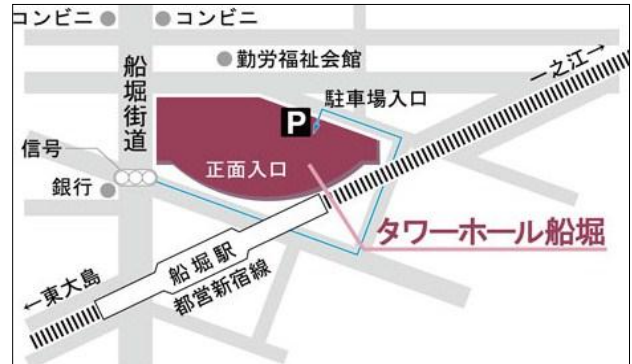 コンビニ
コンビニ
勤労福祉会館
一之江→
船堀街道
駐車場入口
P
信号
正面入口
銀行
タワーホール船堀
船堀駅
都営新宿線
←東大島